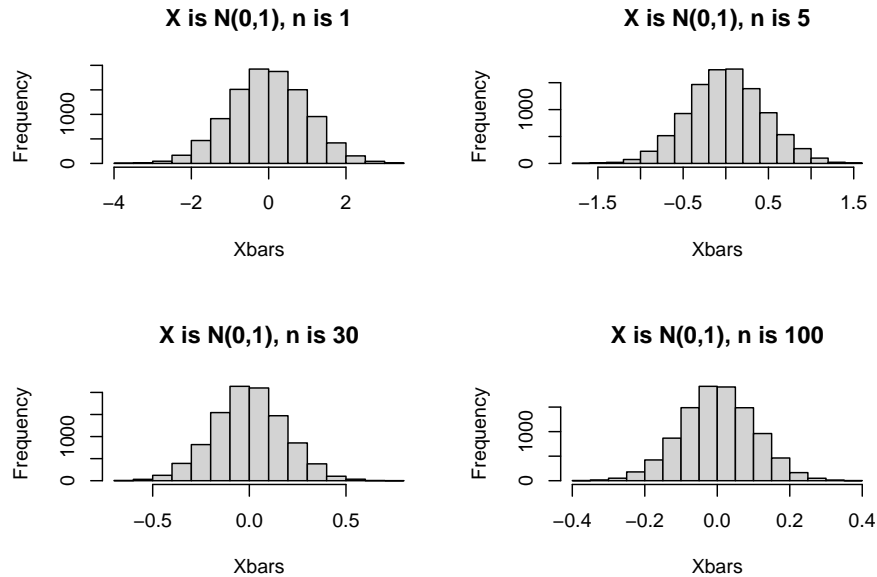 X is N(0,1), n is 1
Frequency
0 1000
−4 −2 0 2
Xbars
X is N(0,1), n is 5
Frequency
0 1000
−1.5 −0.5 0.5 1.5
Xbars
X is N(0,1), n is 30
Frequency
0 1000
−0.5 0.0 0.5
Xbars
X is N(0,1), n is 100
Frequency
0 1000
−0.4 −0.2 0.0 0.2 0.4
Xbars